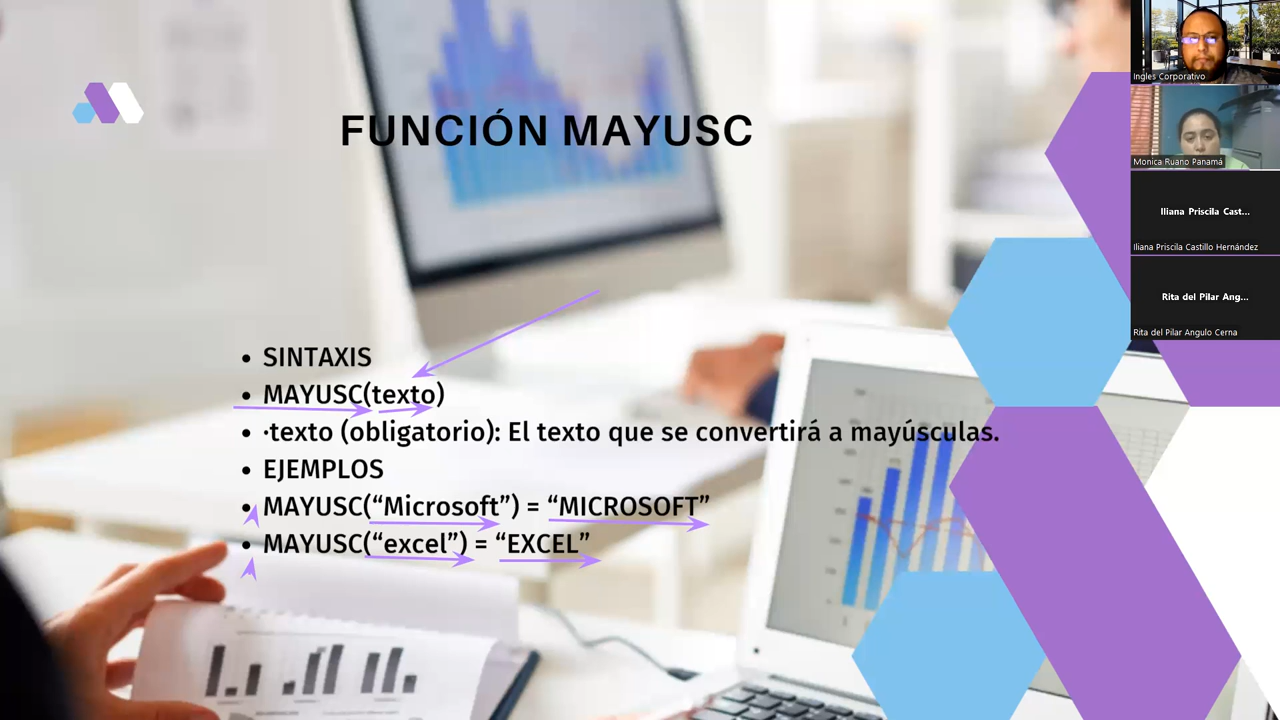 FUNCIÓN MAYUSC
• SINTAXIS
• MAYUSC(texto)
• ·texto (obligatorio): El texto que se convertirá a mayúsculas.
• EJEMPLOS
• MAYUSC(“Microsoft”) = “MICROSOFT”
• MAYUSC(“excel”) = “EXCEL”
Ingles Corporativo
Monica Ruano Panamá
Iliana Priscila Cast...
Iliana Priscila Castillo Hernández
Rita del Pilar Ang...
Rita del Pilar Angulo Cerna